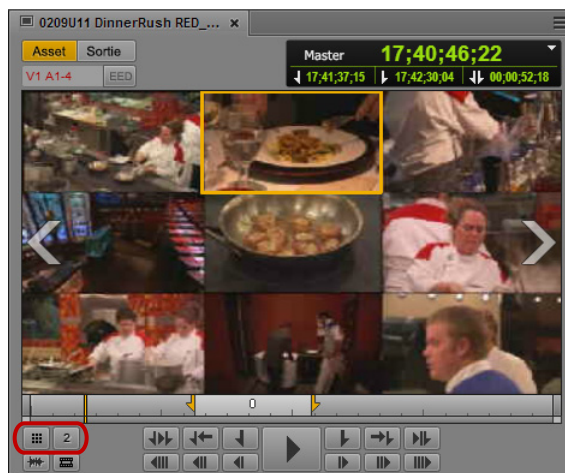 0209U11 DinnerRush RED_... ×
Asset Sortie
V1 A1-4 EED
Master 17;40;46;22
17;41;37;15 17;42;30;04 00;00;52;18
2